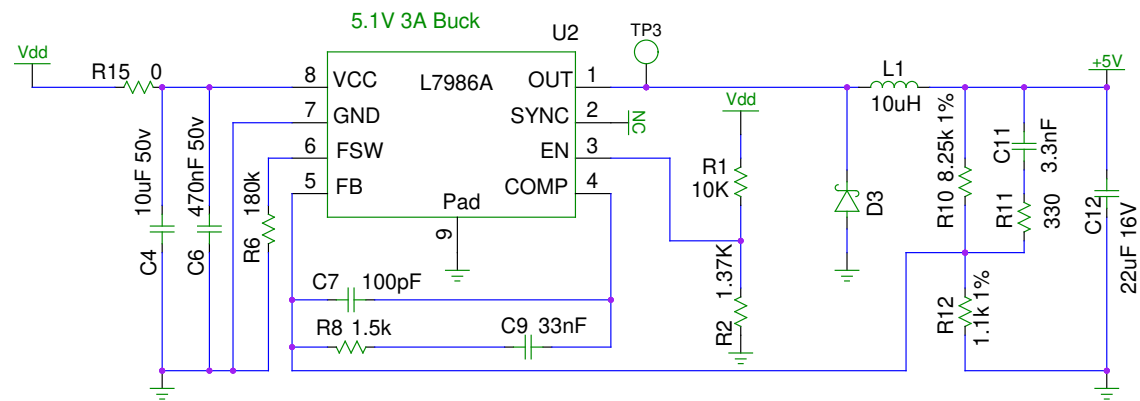 5.1V 3A Buck
U2
TP3
Vdd
R15 0
8 VCC
L7986A
OUT 1
7 GND
SYNC 2
NC
6 FSW
EN 3
5 FB
COMP 4
Pad
9
Vdd
R1
10K
1.37K
R2
L1
10uH
+5V
D3
R10 8.25k 1%
C11
3.3nF
R11
330
C12
22uF 16V
R12
1.1k 1%
C4 10uF 50v
C6 470nF 50v
R6 180k
C7 100pF
R8 1.5k
C9 33nF